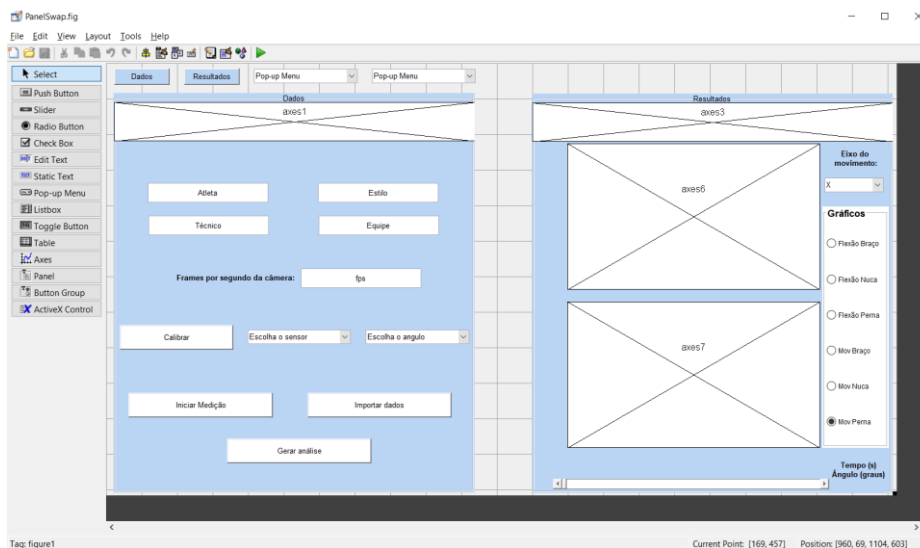 PanelSwap.fig
File Edit View Layout Tools Help
Select
Push Button
Slider
Radio Button
Check Box
Edit Text
Static Text
Pop-up Menu
Listbox
Toggle Button
Table
Axes
Panel
Button Group
ActiveX Control
Dados Resultados Pop-up Menu Pop-up Menu
Dados
axes1
Atleta Estilo
Técnico Equipe
Frames por segundo da câmera: fps
Calibrar Escolha o sensor Escolha o angulo
Iniciar Medição Importar dados
Gerar análise
Resultados
axes3
axes6
axes7
Eixo do
movimento:
X
Gráficos
Flexão Braço
Flexão Nuca
Flexão Perna
Mov Braço
Mov Nuca
Mov Perna
Tempo (s)
Ângulo (graus)
Tag: figure1 Current Point: [169, 457] Position: [960, 69, 1104, 603]